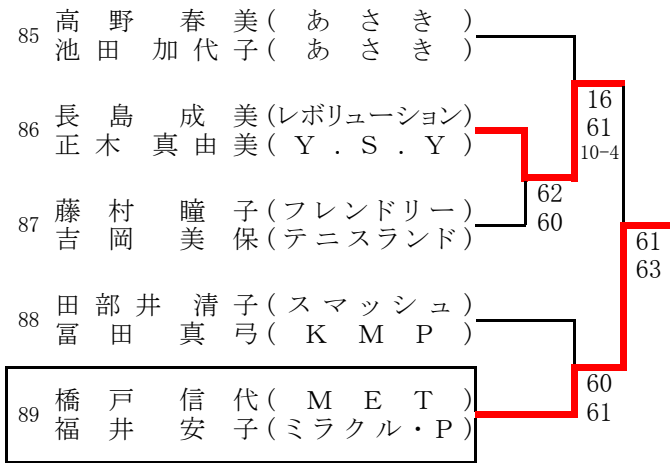 85 高野 春美(あさき)
池田 加代子(あさき)
86 長島 成美(レボリューション)
正木 真由美(Y.S.Y)
87 藤村 瞳子(フレンドリー)
吉岡 美保(テニスランド)
88 田部井 清子(スマッシュ)
冨田 真弓(KMP)
89 橋戸 信代(MET)
福井 安子(ミラクル・P)
62
60
16
61
10-4
60
61
61
63